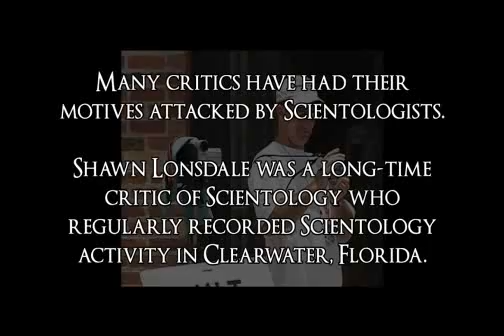 Many critics have had their
motives attacked by Scientologists.
Shawn Lonsdale was a long-time
critic of Scientology who
regularly recorded Scientology
activity in Clearwater, Florida.